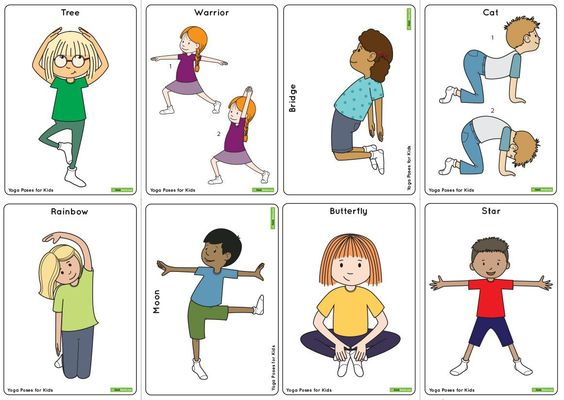 Tree
Yoga Poses for Kids
Warrior
1
2
Yoga Poses for Kids
Bridge
Yoga Poses for Kids
Cat
1
2
Yoga Poses for Kids
Rainbow
Yoga Poses for Kids
Moon
Yoga Poses for Kids
Butterfly
Yoga Poses for Kids
Star
Yoga Poses for Kids